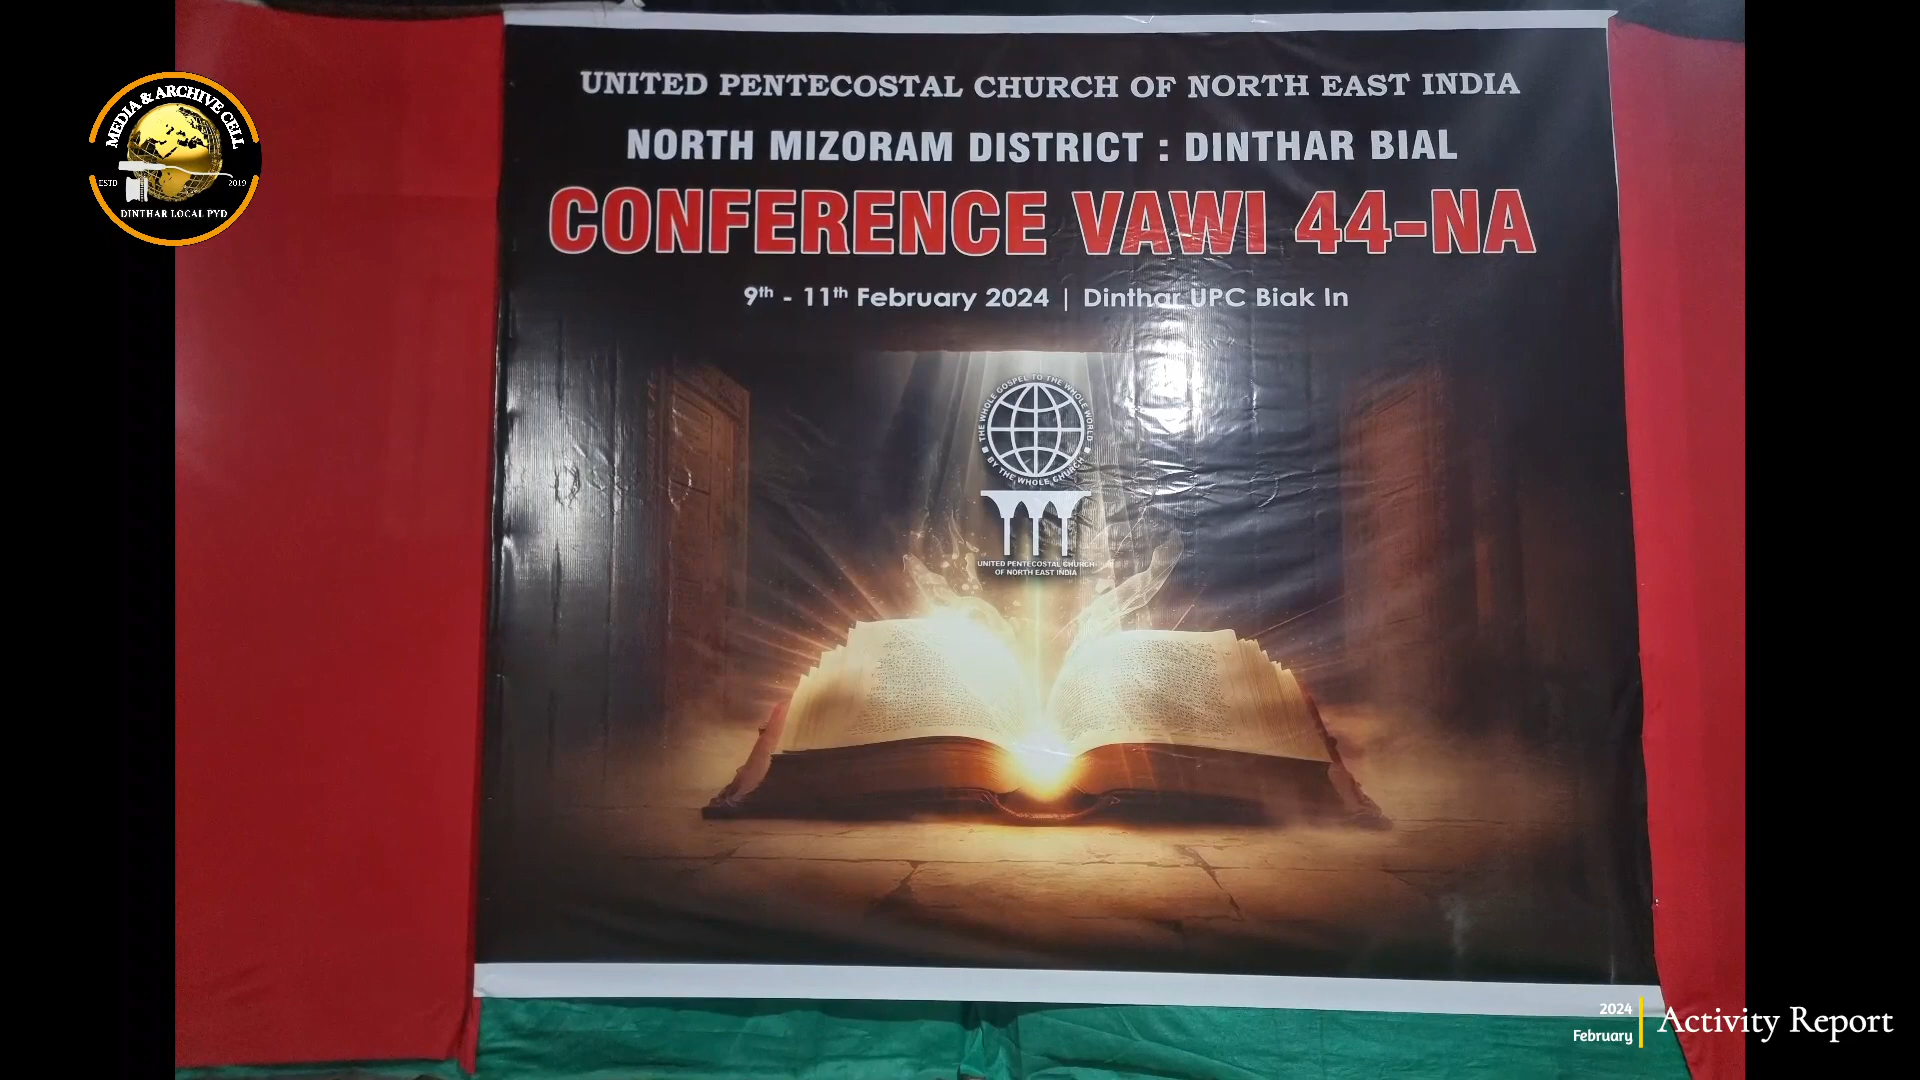 MEDIA & ARCHIVE CELL
ESTD 2019
DINTHAR LOCAL PYD
UNITED PENTECOSTAL CHURCH OF NORTH EAST INDIA
NORTH MIZORAM DISTRICT : DINTHAR BIAL
CONFERENCE VAWI 44-NA
9th - 11th February 2024 | Dinthar UPC Biak In
THE WHOLE GOSPEL TO THE WHOLE WORLD
BY THE WHOLE CHURCH
UNITED PENTECOSTAL CHURCH
OF NORTH EAST INDIA
2024
February
Activity Report